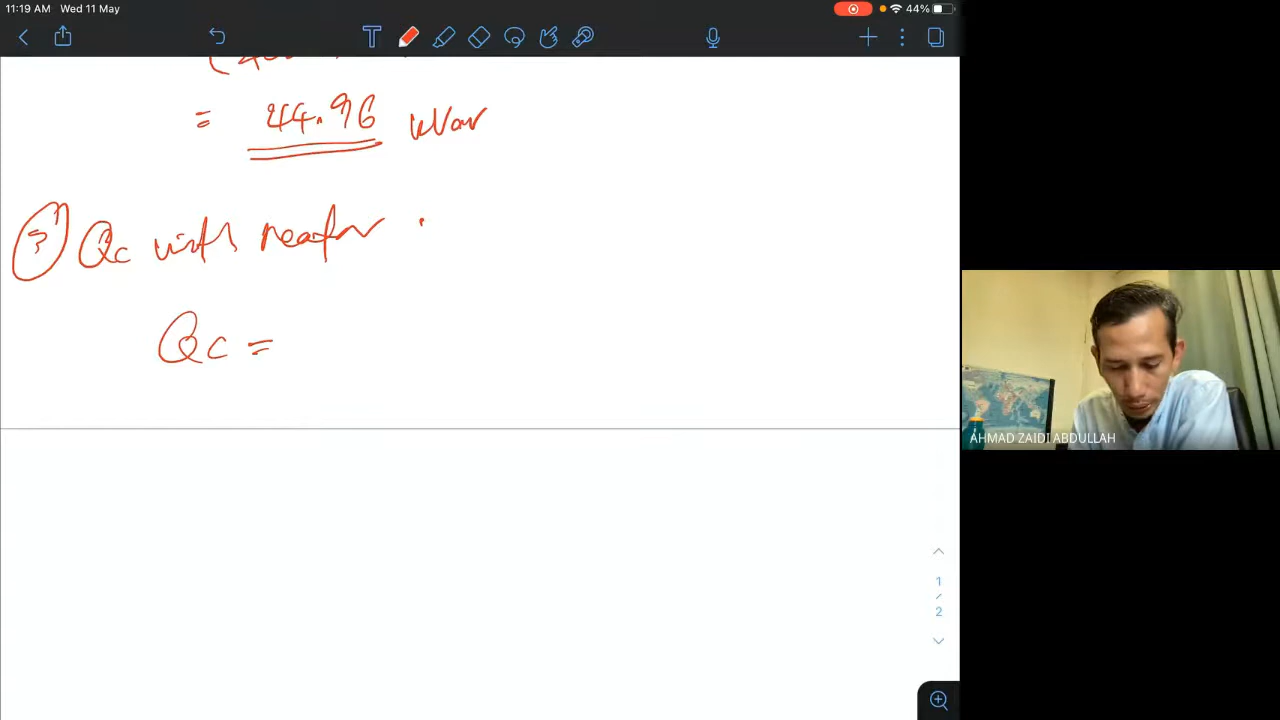 11:19 AM Wed 11 May
44%
T
(400
= 44.96 kVar
3 Qc with reactor .
Qc =
AHMAD ZAIDI ABDULLAH
1
/
2